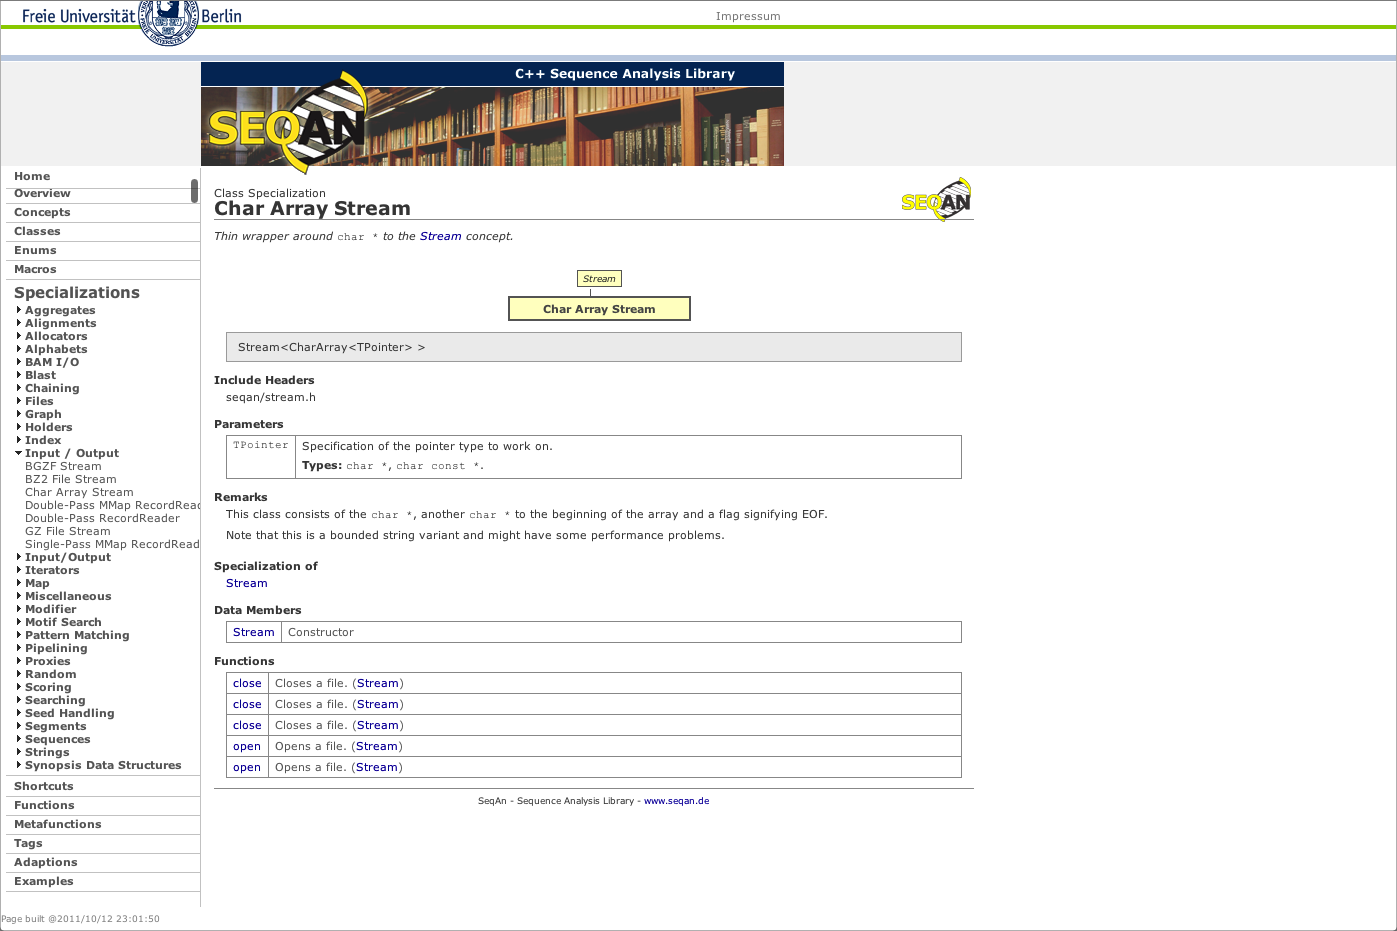 Freie Universität Berlin
Impressum
C++ Sequence Analysis Library
SEQAN
Home
Overview
Concepts
Classes
Enums
Macros
Specializations
Aggregates
Alignments
Allocators
Alphabets
BAM I/O
Blast
Chaining
Files
Graph
Holders
Index
Input / Output
BGZF Stream
BZ2 File Stream
Char Array Stream
Double-Pass MMap RecordRead
Double-Pass RecordReader
GZ File Stream
Single-Pass MMap RecordRead
Input/Output
Iterators
Map
Miscellaneous
Modifier
Motif Search
Pattern Matching
Pipelining
Proxies
Random
Scoring
Searching
Seed Handling
Segments
Sequences
Strings
Synopsis Data Structures
Shortcuts
Functions
Metafunctions
Tags
Adaptions
Examples
Page built @2011/10/12 23:01:50
Class Specialization
Char Array Stream
SEQAN
Thin wrapper around char * to the Stream concept.
Stream
Char Array Stream
Stream<CharArray<TPointer> >
Include Headers
seqan/stream.h
Parameters
TPointer Specification of the pointer type to work on.
Types: char *, char const *.
Remarks
This class consists of the char *, another char * to the beginning of the array and a flag signifying EOF.
Note that this is a bounded string variant and might have some performance problems.
Specialization of
Stream
Data Members
Stream Constructor
Functions
close Closes a file. (Stream)
close Closes a file. (Stream)
close Closes a file. (Stream)
open Opens a file. (Stream)
open Opens a file. (Stream)
SeqAn - Sequence Analysis Library - www.seqan.de